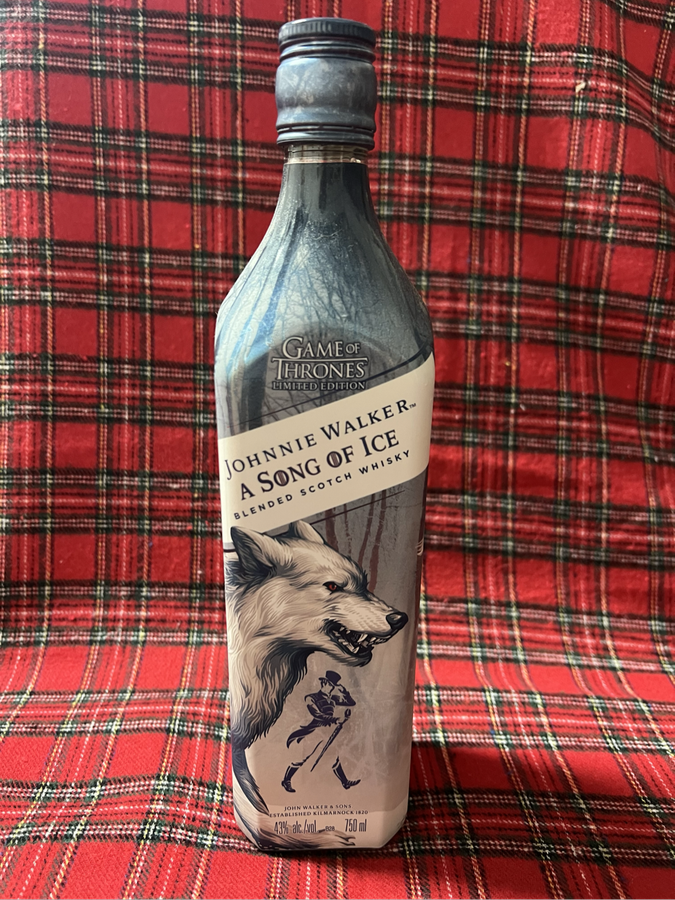 GAME OF
THRONES
LIMITED EDITION
JOHNNIE WALKER™
A SONG OF ICE
BLENDED SCOTCH WHISKY
JOHN WALKER & SONS
ESTABLISHED KILMARNOCK 1820
43% alc./vol 750 ml